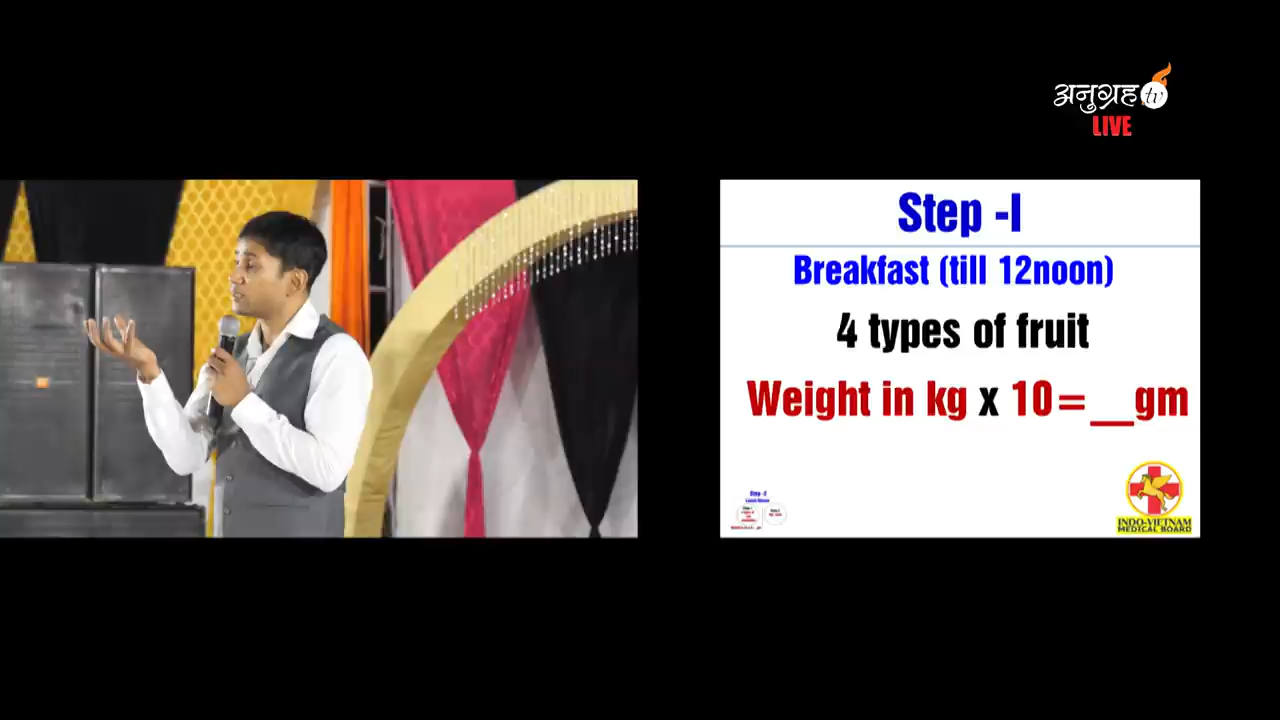 अनुग्रह tv
LIVE
Step -I
Breakfast (till 12noon)
4 types of fruit
Weight in kg x 10=__gm
INDO-VIETNAM
MEDICAL BOARD